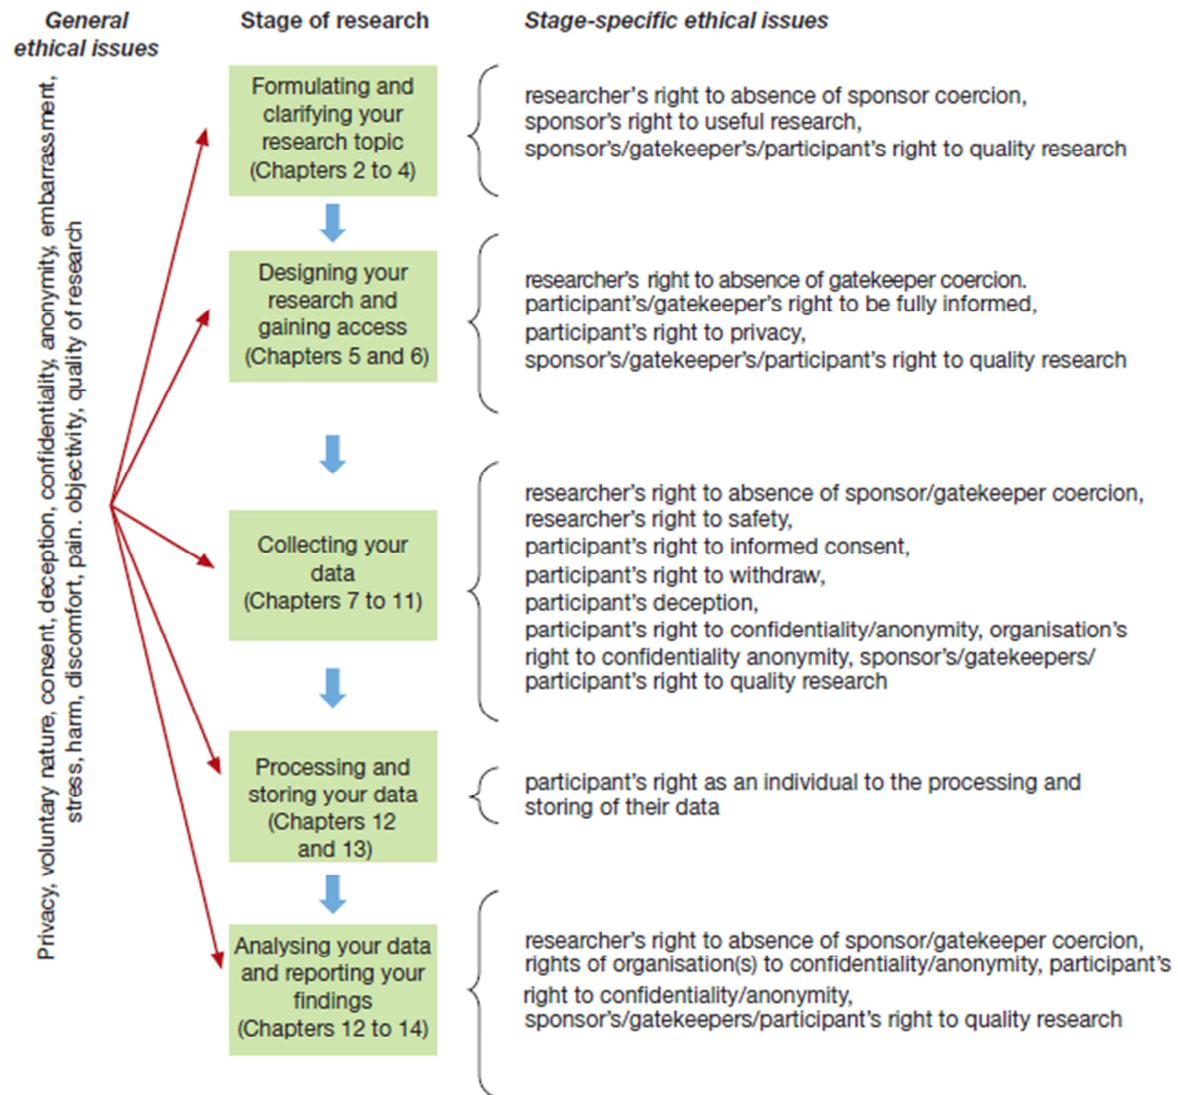 General
ethical issues
Stage of research
Stage-specific ethical issues
Privacy, voluntary nature, consent, deception, confidentiality, anonymity, embarrassment,
stress, harm, discomfort, pain. objectivity, quality of research
Formulating and
clarifying your
research topic
(Chapters 2 to 4)
researcher's right to absence of sponsor coercion,
sponsor's right to useful research,
sponsor's/gatekeeper's/participant's right to quality research
Designing your
research and
gaining access
(Chapters 5 and 6)
researcher's right to absence of gatekeeper coercion.
participant's/gatekeeper's right to be fully informed,
participant's right to privacy,
sponsor's/gatekeeper's/participant's right to quality research
Collecting your
data
(Chapters 7 to 11)
researcher's right to absence of sponsor/gatekeeper coercion,
researcher's right to safety,
participant's right to informed consent,
participant's right to withdraw,
participant's deception,
participant's right to confidentiality/anonymity, organisation's
right to confidentiality anonymity, sponsor's/gatekeepers/
participant's right to quality research
Processing and
storing your data
(Chapters 12
and 13)
participant's right as an individual to the processing and
storing of their data
Analysing your data
and reporting your
findings
(Chapters 12 to 14)
researcher's right to absence of sponsor/gatekeeper coercion,
rights of organisation(s) to confidentiality/anonymity, participant's
right to confidentiality/anonymity,
sponsor's/gatekeepers/participant's right to quality research